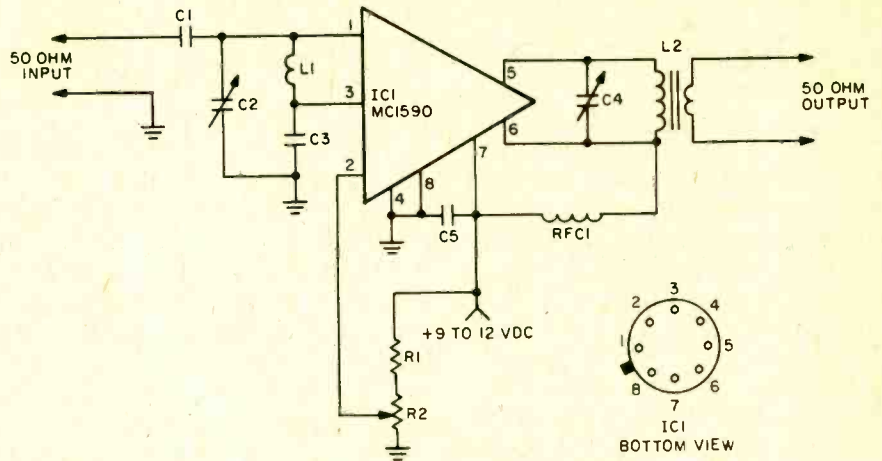 C1
50 OHM
INPUT
C2
L1
C3
1
3
2
IC1
MC1590
4
8
5
6
7
C4
L2
50 OHM
OUTPUT
C5
RFC1
+9 TO 12 VDC
R1
R2
1
2
3
4
5
6
7
8
IC1
BOTTOM VIEW